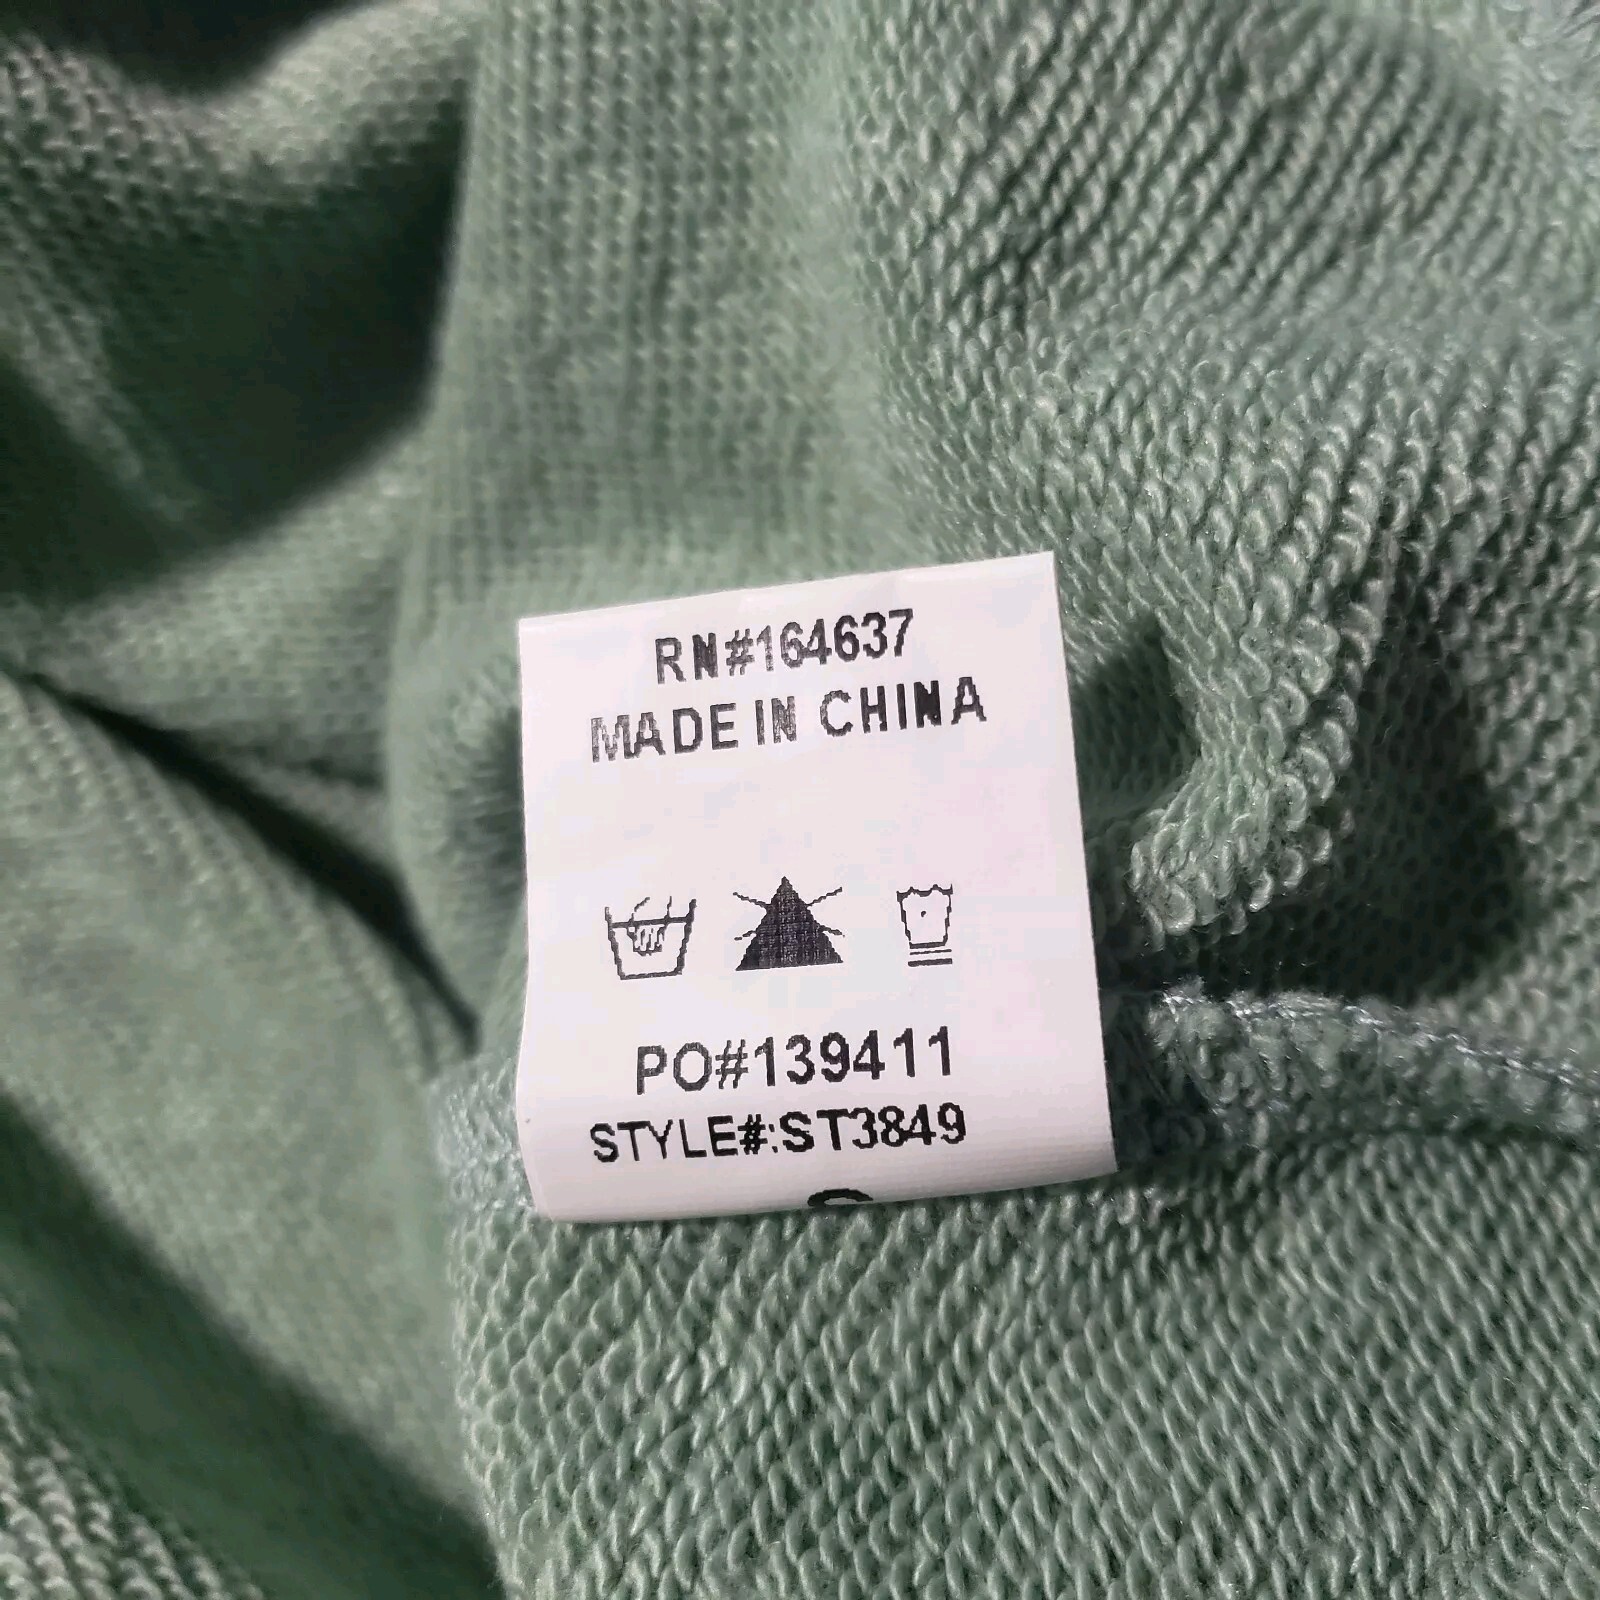 RN#164637
MADE IN CHINA
PO#139411
STYLE#:ST3849